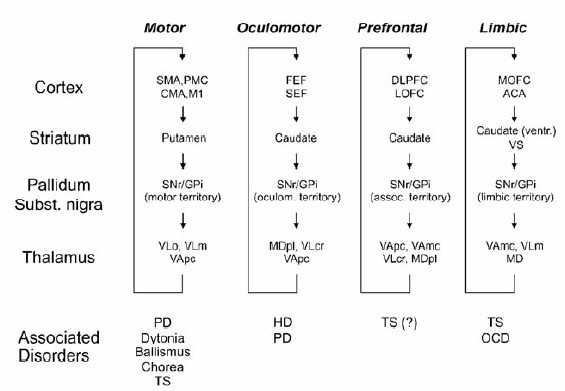 Motor Oculomotor Prefrontal Limbic
Cortex SMA,PMC FEF DLPFC MOFC
CMA,M1 SEF LOFC ACA
Striatum Putamen Caudate Caudate Caudate (ventr.)
VS
Pallidum SNr/GPi SNr/GPi SNr/GPi SNr/GPi
Subst. nigra (motor territory) (oculom. territory) (assoc. territory) (limbic territory)
Thalamus VLo, VLm MDpl, VLcr VApc, VAmc VAmc, VLm
VApc VApc VLcr, MDpl MD
PD HD TS (?) TS
Associated Dytonia PD OCD
Disorders Ballismus
Chorea
TS